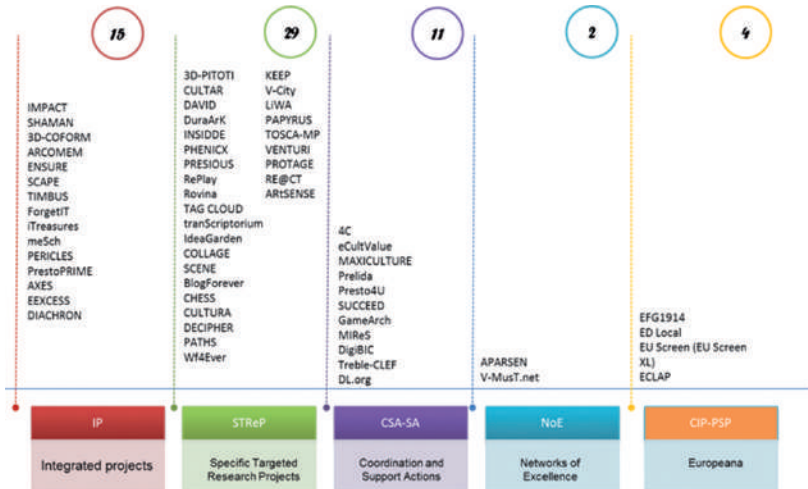 15
29
11
2
4
IMPACT
SHAMAN
3D-COFORM
ARCOMEM
ENSURE
SCAPE
TIMBUS
ForgetIT
iTreasures
meSch
PERICLES
PrestoPRIME
AXES
EEXCESS
DIACHRON
3D-PITOTI
CULTAR
DAVID
DuraArK
INSIDDE
PHENICX
PRESIOUS
RePlay
Rovina
TAG CLOUD
tranScriptorium
IdeaGarden
COLLAGE
SCENE
BlogForever
CHESS
CULTURA
DECIPHER
PATHS
Wf4Ever
KEEP
V-City
LiWA
PAPYRUS
TOSCA-MP
VENTURI
PROTAGE
RE@CT
ARtSENSE
4C
eCultValue
MAXICULTURE
Prelida
Presto4U
SUCCEED
GameArch
MIReS
DigiBIC
Treble-CLEF
DL.org
APARSEN
V-MusT.net
EFG1914
ED Local
EU Screen (EU Screen
XL)
ECLAP
IP
Integrated projects
STReP
Specific Targeted
Research Projects
CSA-SA
Coordination and
Support Actions
NoE
Networks of
Excellence
CIP-PSP
Europeana